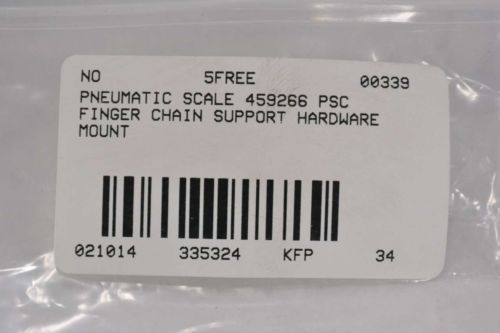 NO 5FREE 00339
PNEUMATIC SCALE 459266 PSC
FINGER CHAIN SUPPORT HARDWARE
MOUNT
021014 335324 KFP 34